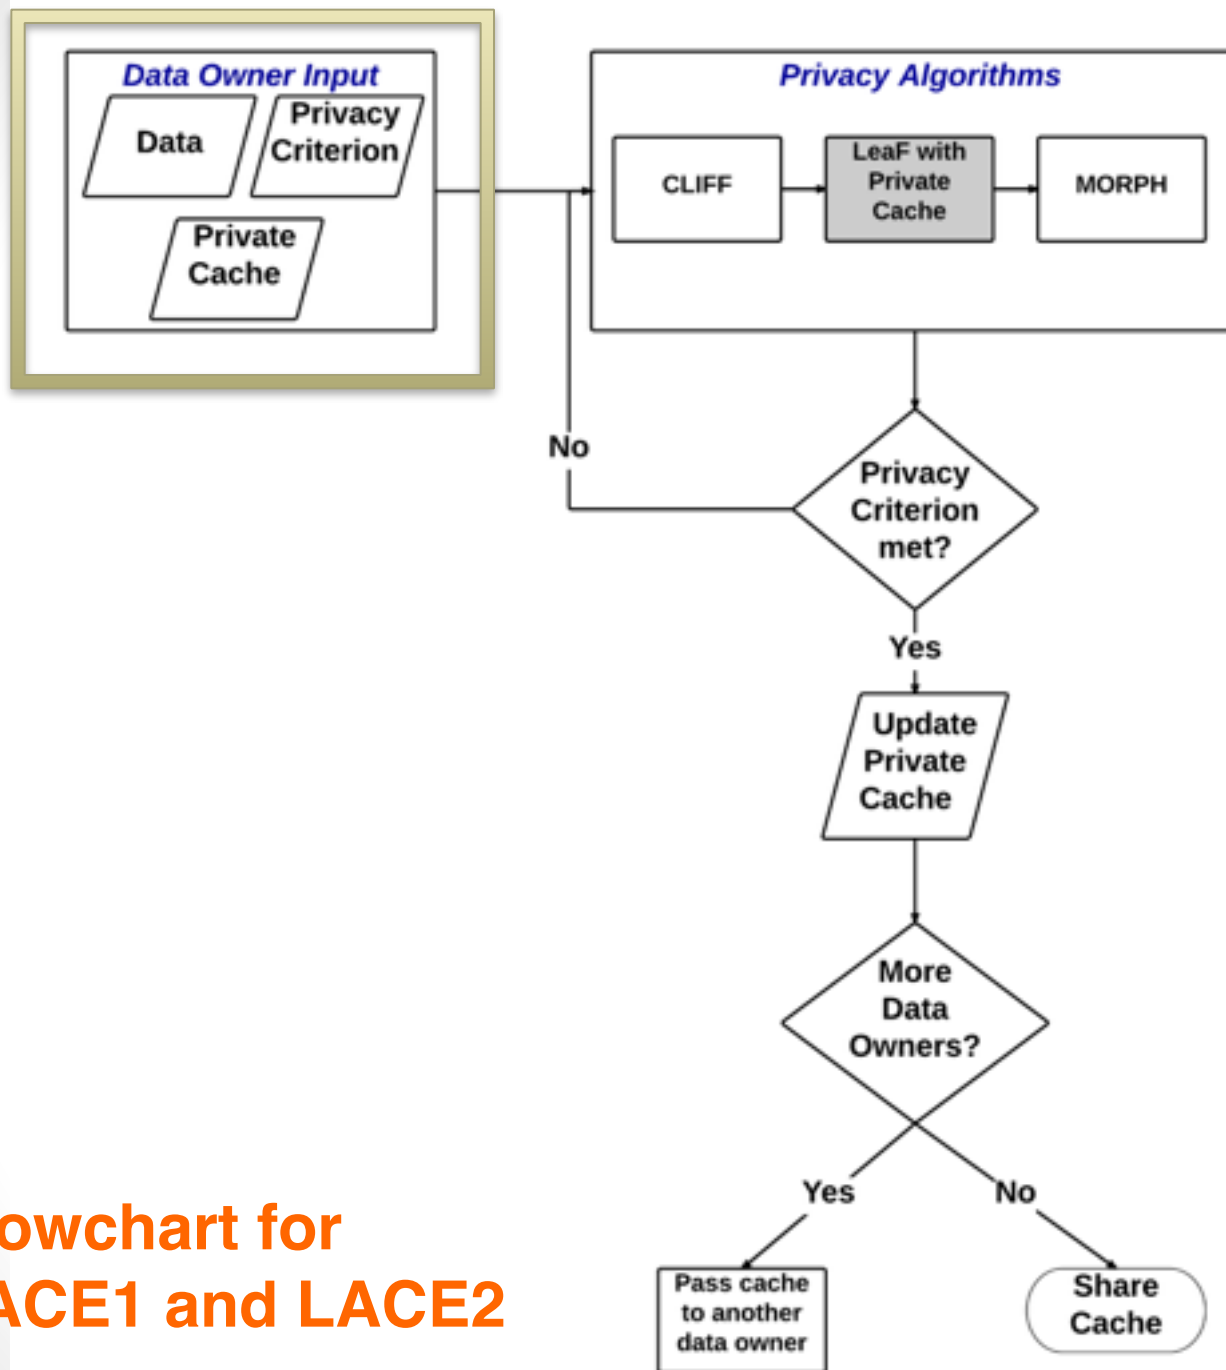 Data Owner Input
Data
Privacy
Criterion
Private
Cache
Privacy Algorithms
CLIFF
LeaF with
Private
Cache
MORPH
No
Privacy
Criterion
met?
Yes
Update
Private
Cache
More
Data
Owners?
Yes
No
Pass cache
to another
data owner
Share
Cache
owchart for
ACE1 and LACE2